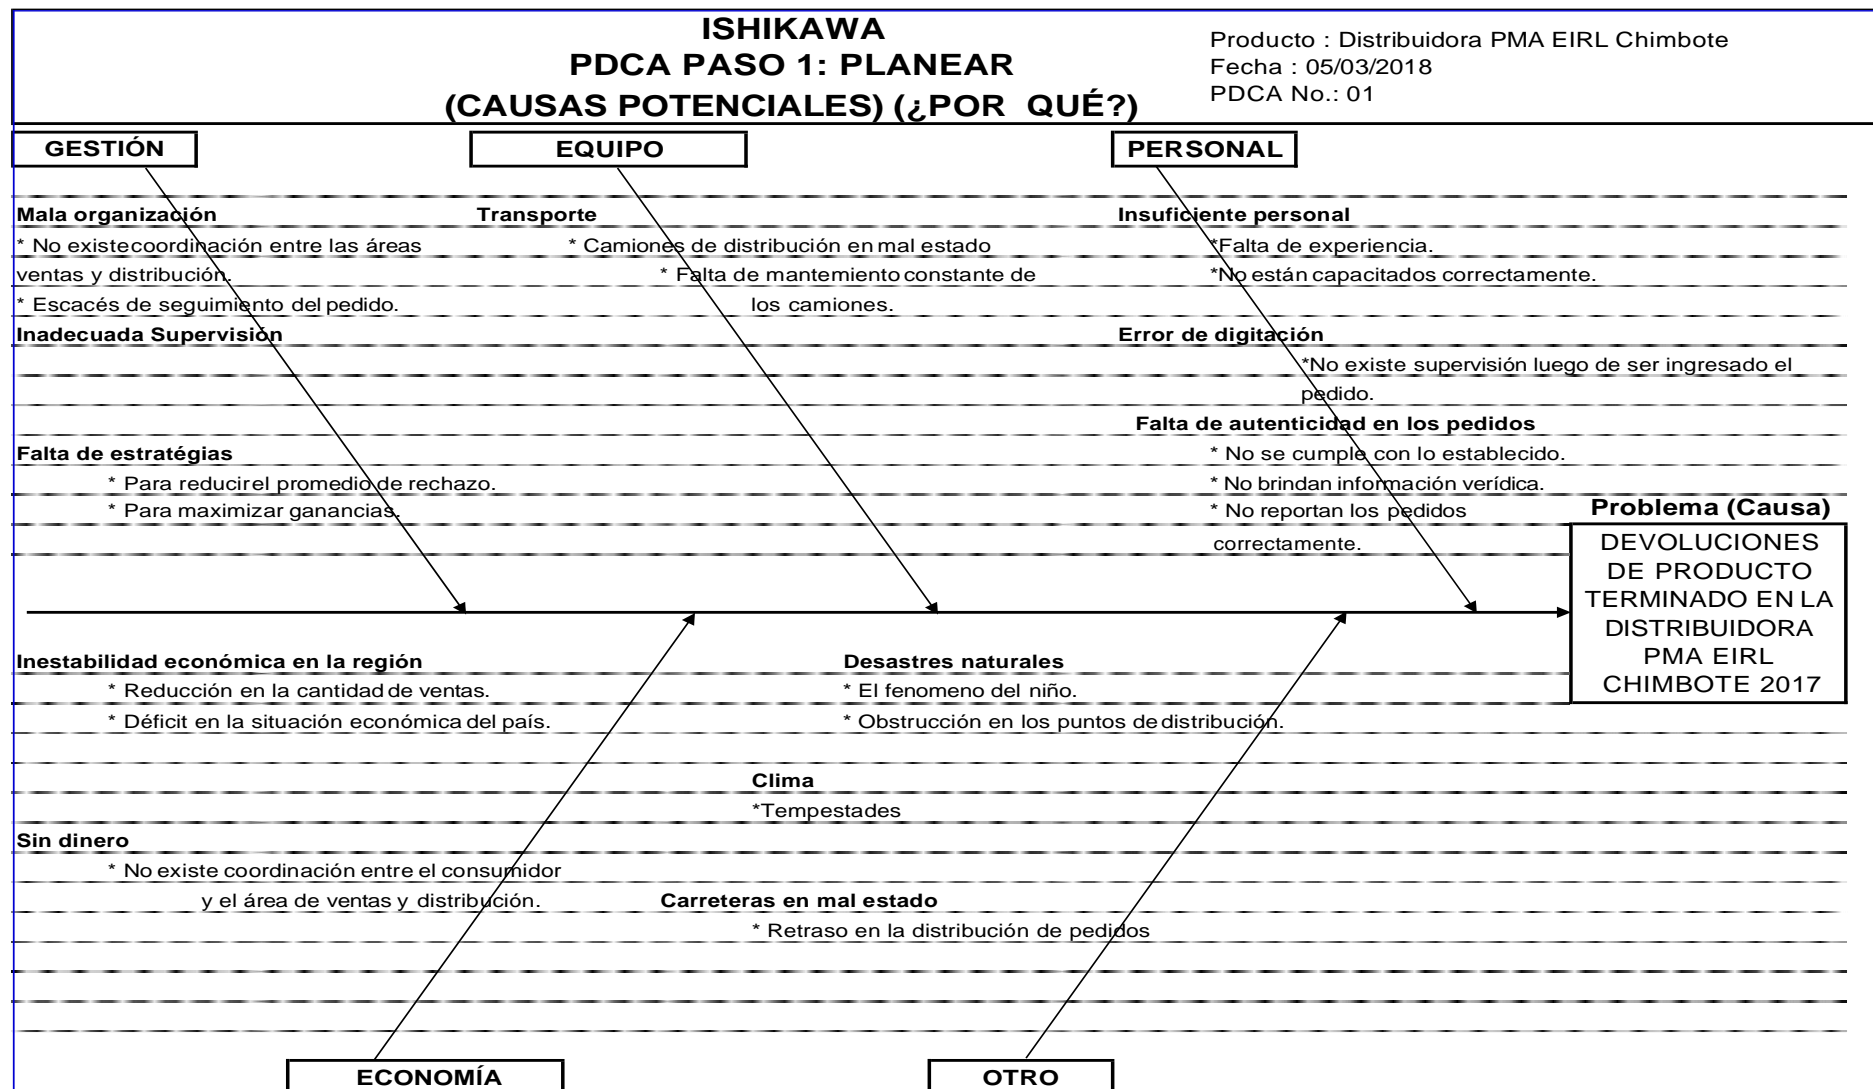 ISHIKAWA
PDCA PASO 1: PLANEAR
(CAUSAS POTENCIALES) (¿POR QUÉ?)
Producto : Distribuidora PMA EIRL Chimbote
Fecha : 05/03/2018
PDCA No.: 01
GESTIÓN
EQUIPO
PERSONAL
Mala organización
* No existe coordinación entre las áreas
ventas y distribución.
* Escacés de seguimiento del pedido.
Inadecuada Supervisión
Falta de estratégias
* Para reducir el promedio de rechazo.
* Para maximizar ganancias.
Transporte
* Camiones de distribución en mal estado
* Falta de mantemiento constante de
los camiones.
Insuficiente personal
*Falta de experiencia.
*No están capacitados correctamente.
Error de digitación
*No existe supervisión luego de ser ingresado el
pedido.
Falta de autenticidad en los pedidos
* No se cumple con lo establecido.
* No brindan información verídica.
* No reportan los pedidos
correctamente.
Problema (Causa)
DEVOLUCIONES
DE PRODUCTO
TERMINADO EN LA
DISTRIBUIDORA
PMA EIRL
CHIMBOTE 2017
Inestabilidad económica en la región
* Reducción en la cantidad de ventas.
* Déficit en la situación económica del país.
Sin dinero
* No existe coordinación entre el consumidor
y el área de ventas y distribución.
Desastres naturales
* El fenomeno del niño.
* Obstrucción en los puntos de distribución.
Clima
*Tempestades
Carreteras en mal estado
* Retraso en la distribución de pedidos
ECONOMÍA
OTRO